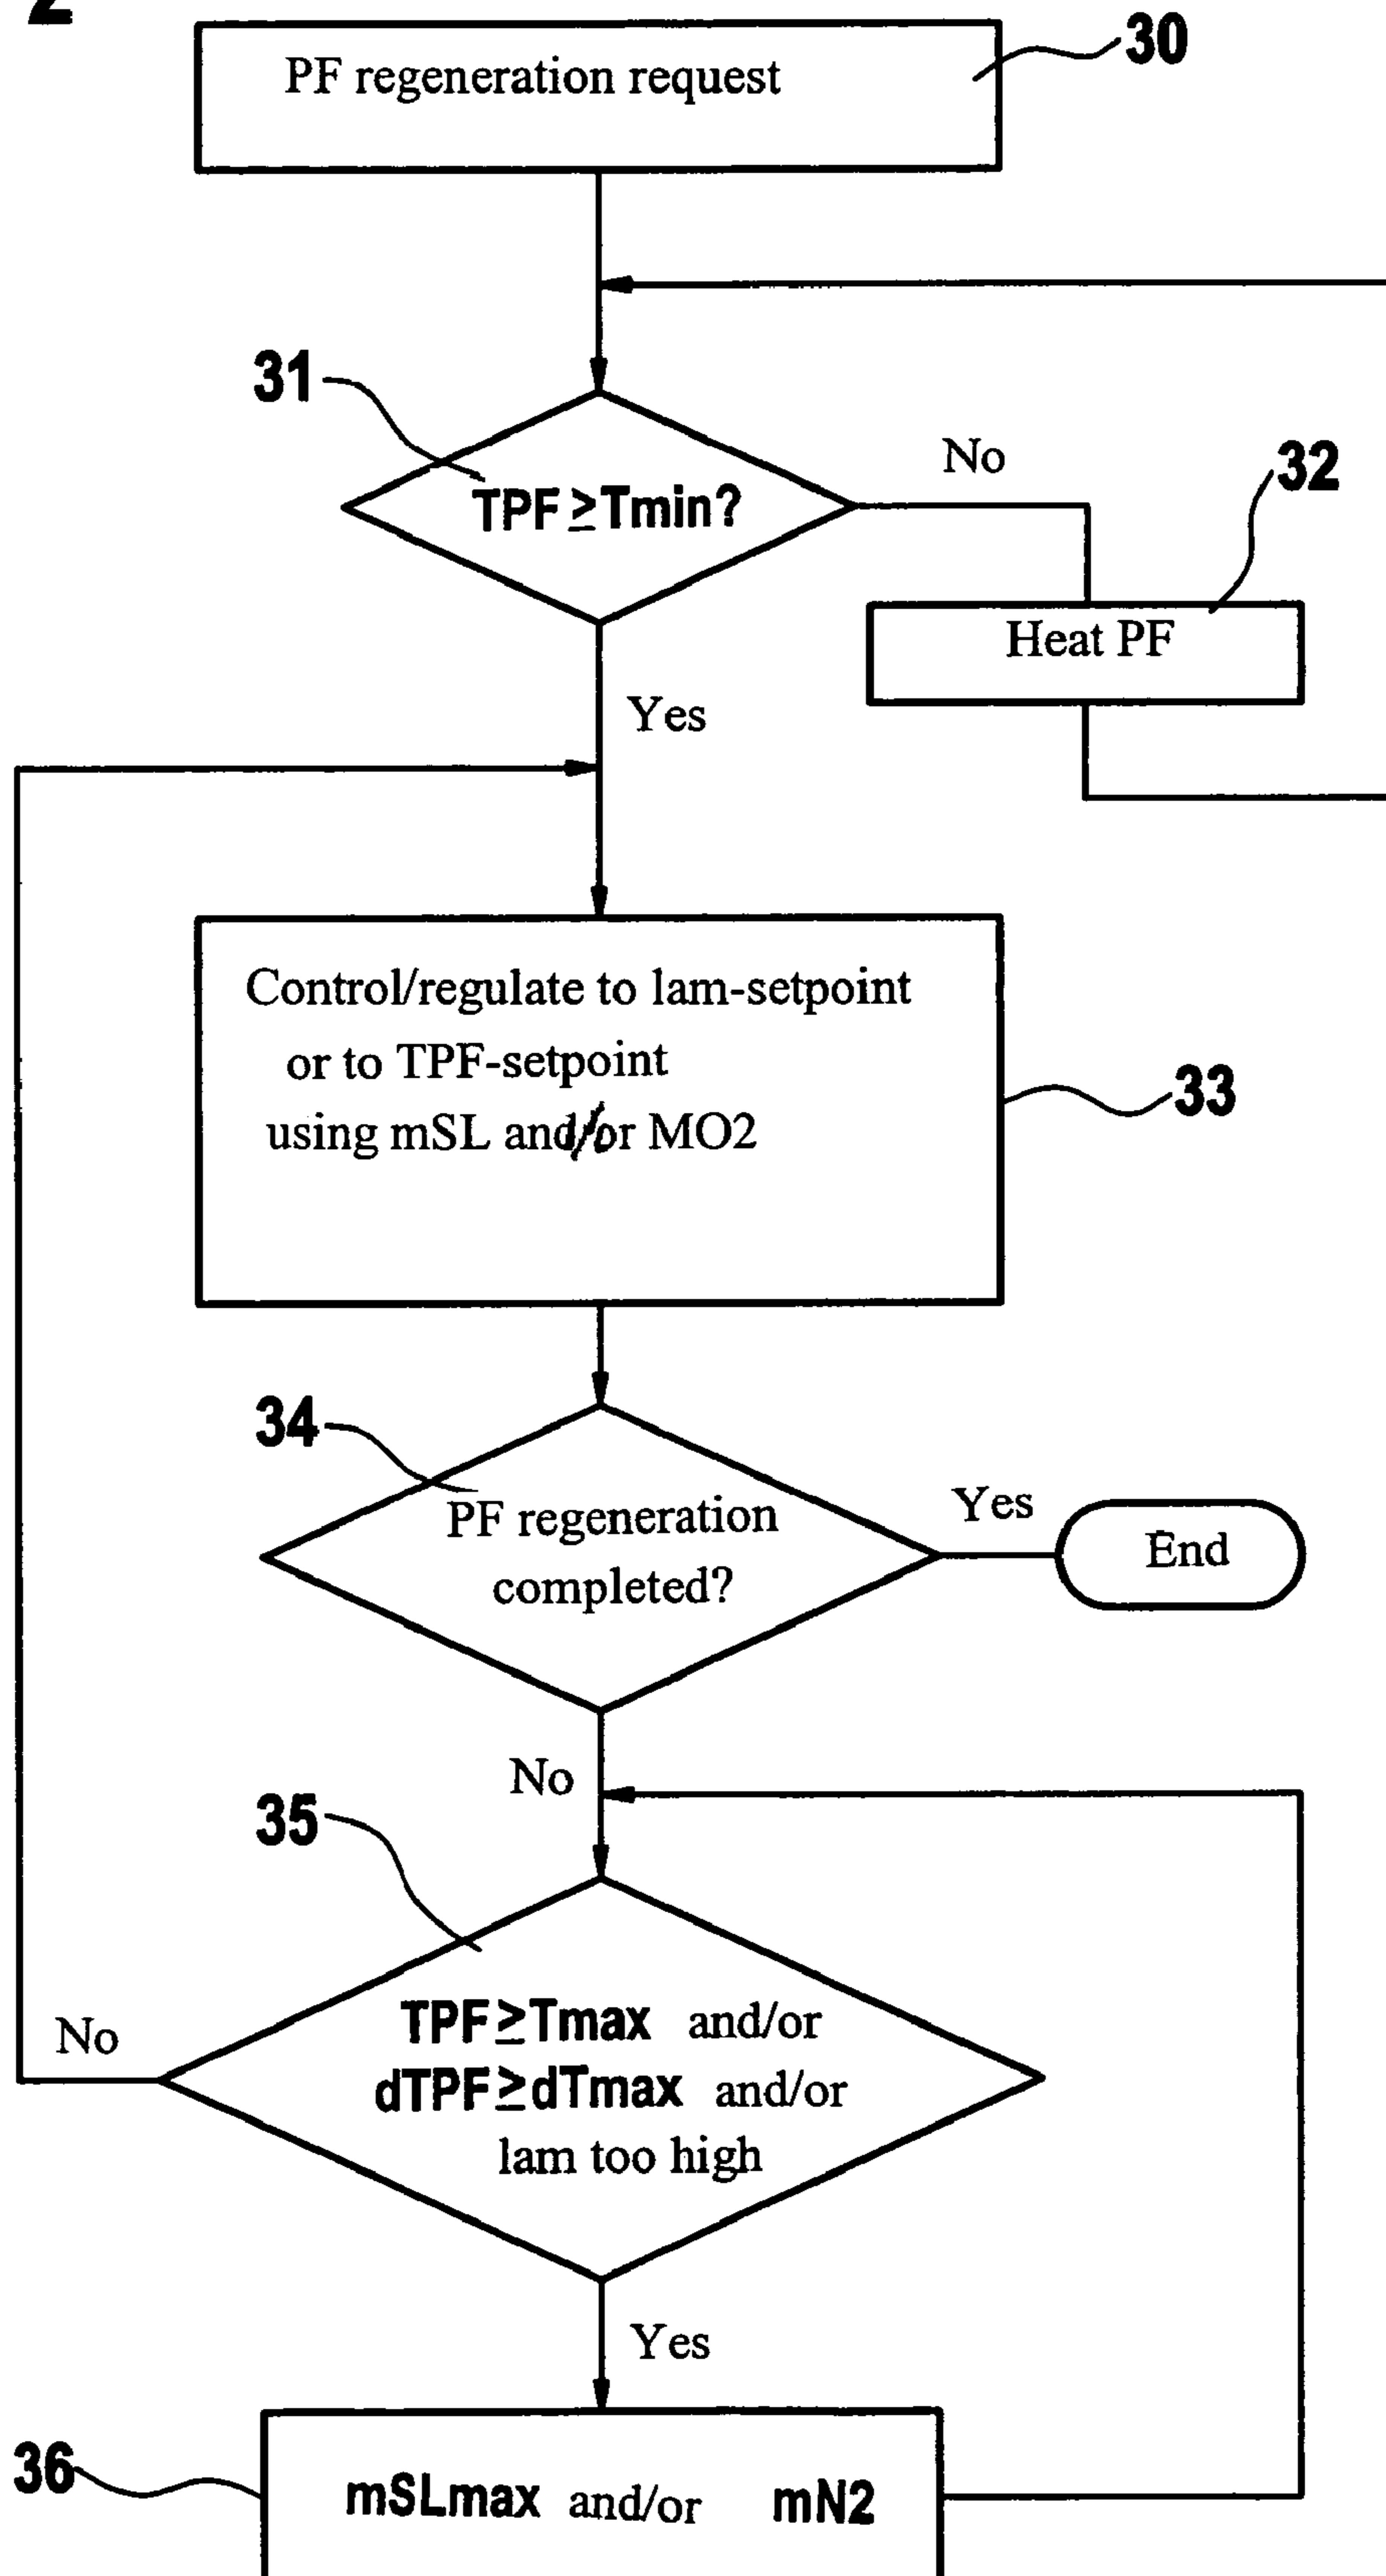 2
PF regeneration request
30
31
TPF≥Tmin?
No
32
Heat PF
Yes
Control/regulate to lam-setpoint
or to TPF-setpoint
using mSL and/or MO2
33
34
PF regeneration
completed?
Yes
End
No
35
TPF≥Tmax and/or
dTPF≥dTmax and/or
lam too high
No
Yes
36
mSLmax and/or mN2